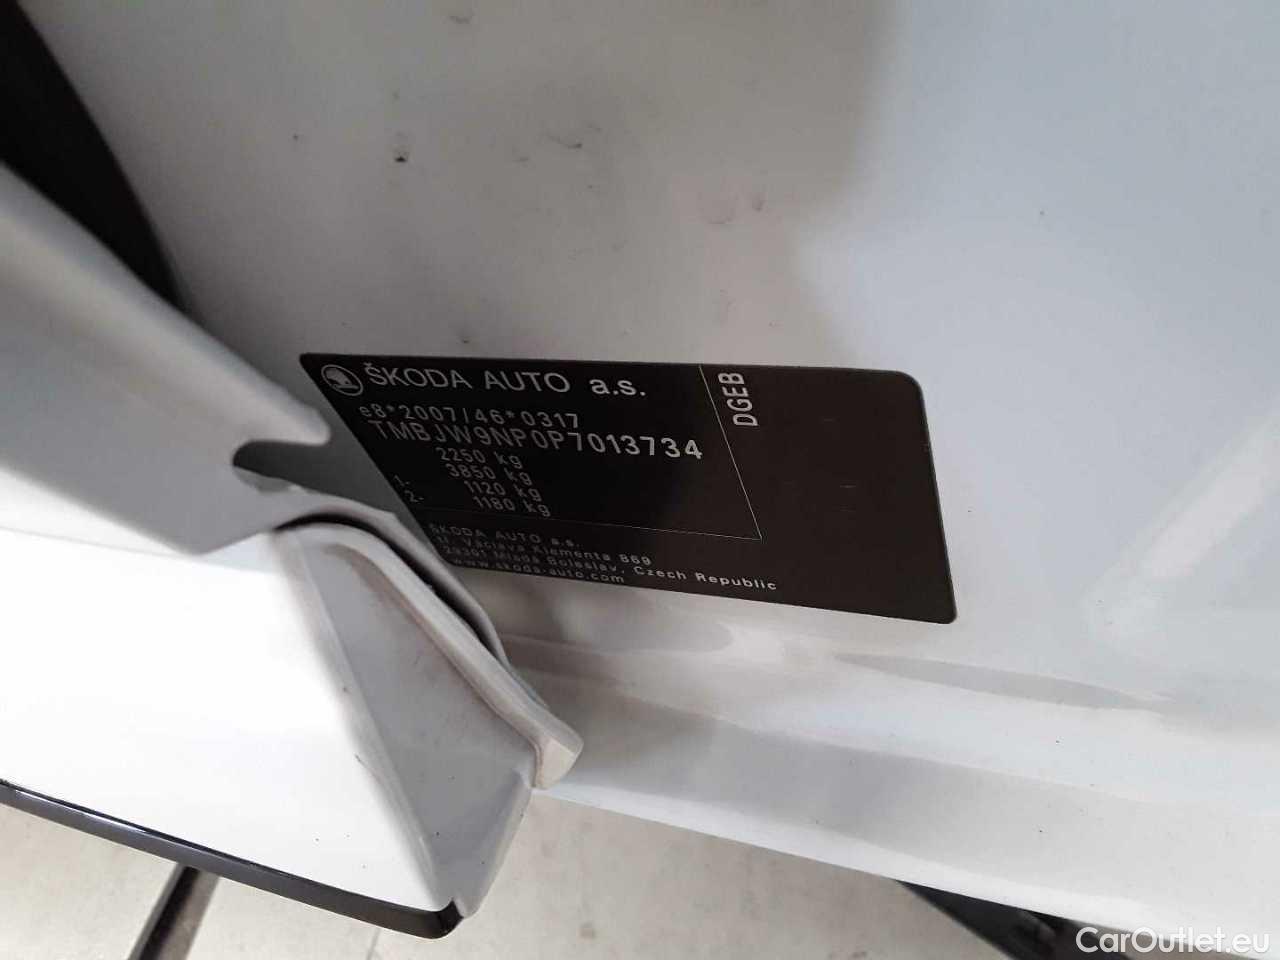 ŠKODA AUTO a.s.
DGEB
e8*2007/46*0317
TMBJW9NP0P7013734
2250 kg
3850 kg
1- 1120 kg
2- 1180 kg
ŠKODA AUTO a.s.
tř. Václava Klementa 869
29301 Mladá Boleslav, Czech Republic
www.skoda-auto.com
CarOutlet.eu